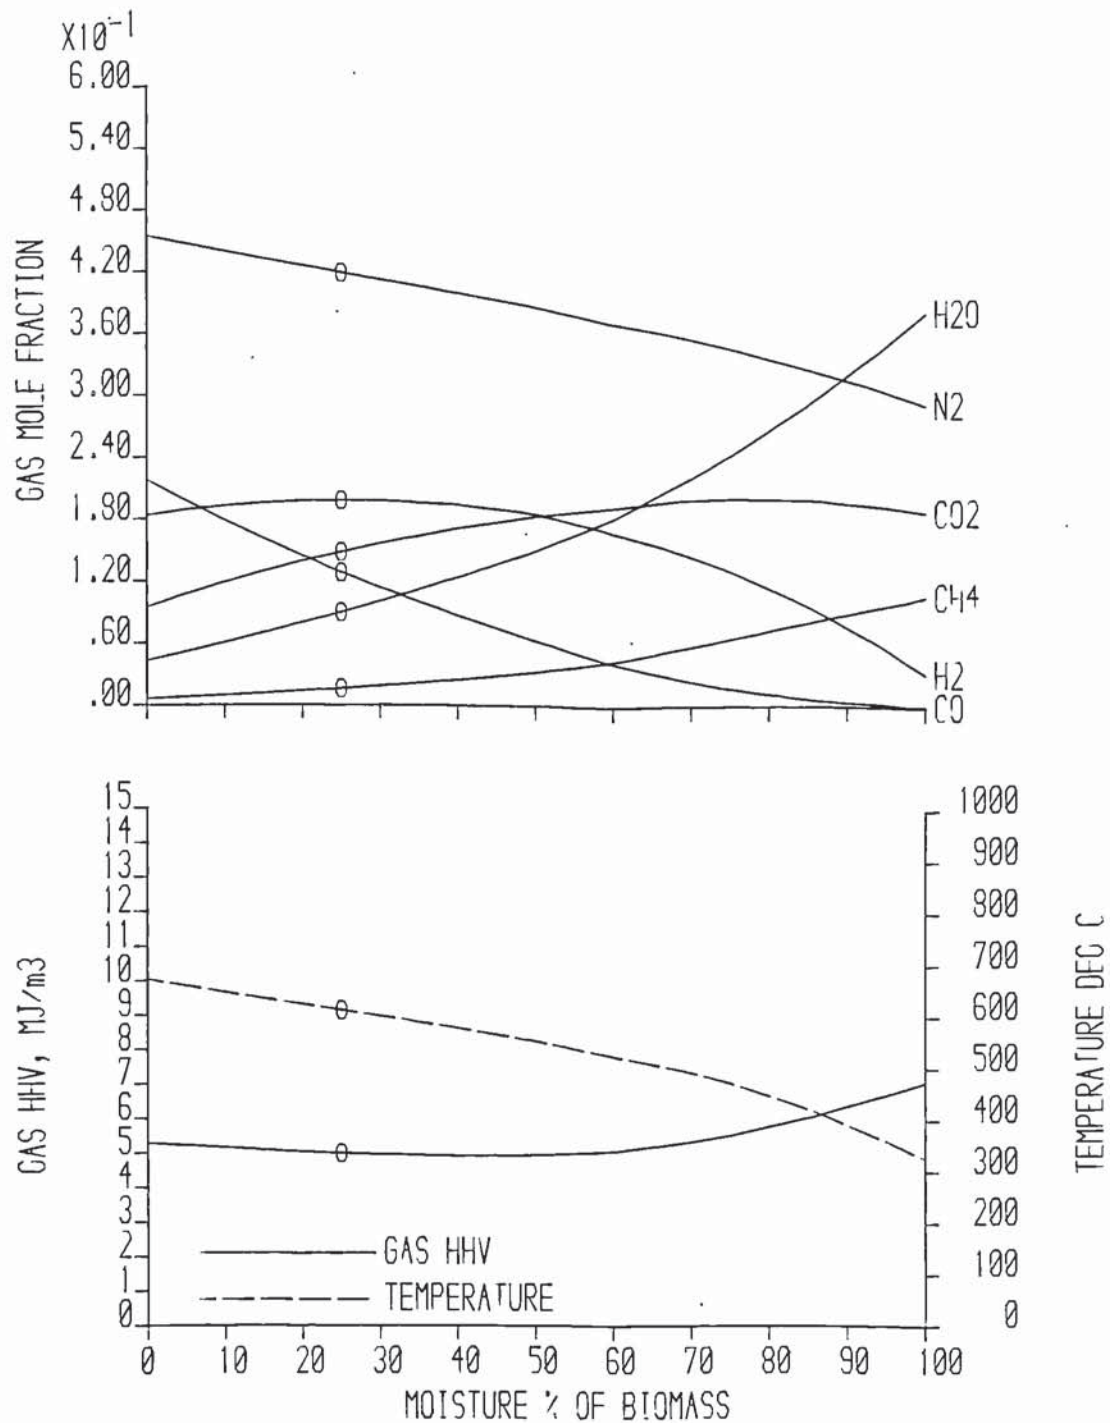 X10⁻¹
6.00
5.40
4.80
4.20
3.60
3.00
2.40
1.80
1.20
.60
.00
GAS MOLE FRACTION
H2O
N2
CO2
CH4
H2
CO
15
14
13
12
11
10
9
8
7
6
5
4
3
2
1
0
GAS HHV, MJ/m3
1000
900
800
700
600
500
400
300
200
100
0
TEMPERATURE DEG C
GAS HHV
TEMPERATURE
0 10 20 30 40 50 60 70 80 90 100
MOISTURE % OF BIOMASS